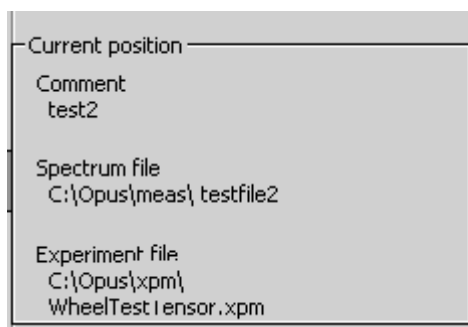 Current position
Comment
test2
Spectrum file
C:\Opus\meas\ testfile2
Experiment file
C:\Opus\xpm\
WheelTestTensor.xpm